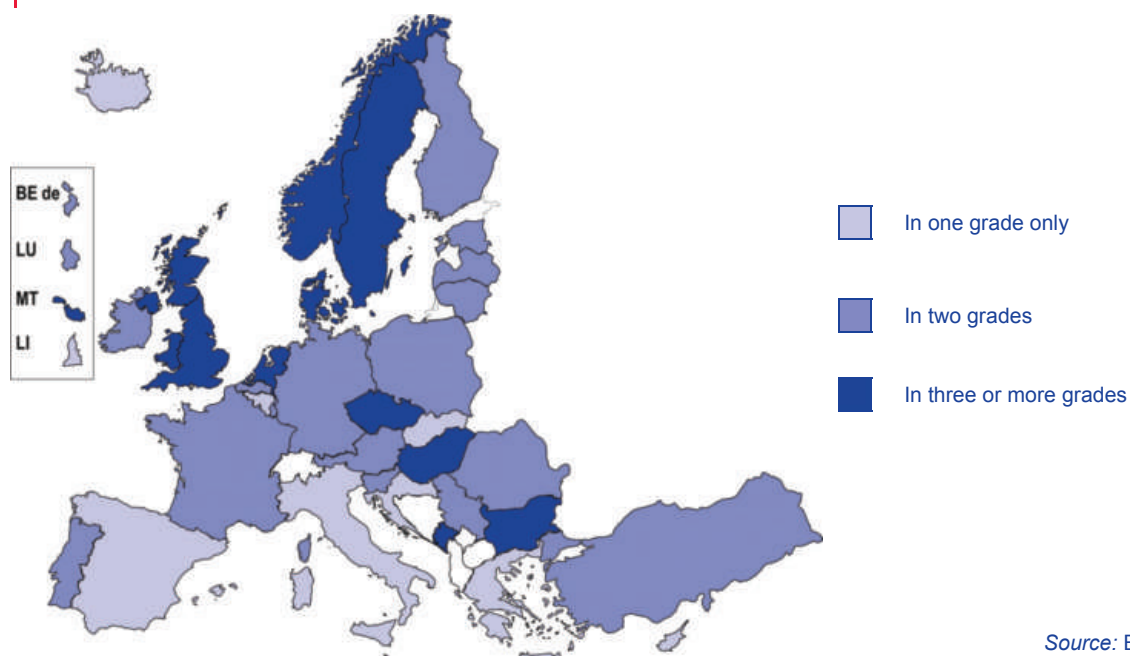 BE de
LU
MT
LI
In one grade only
In two grades
In three or more grades
Source: E